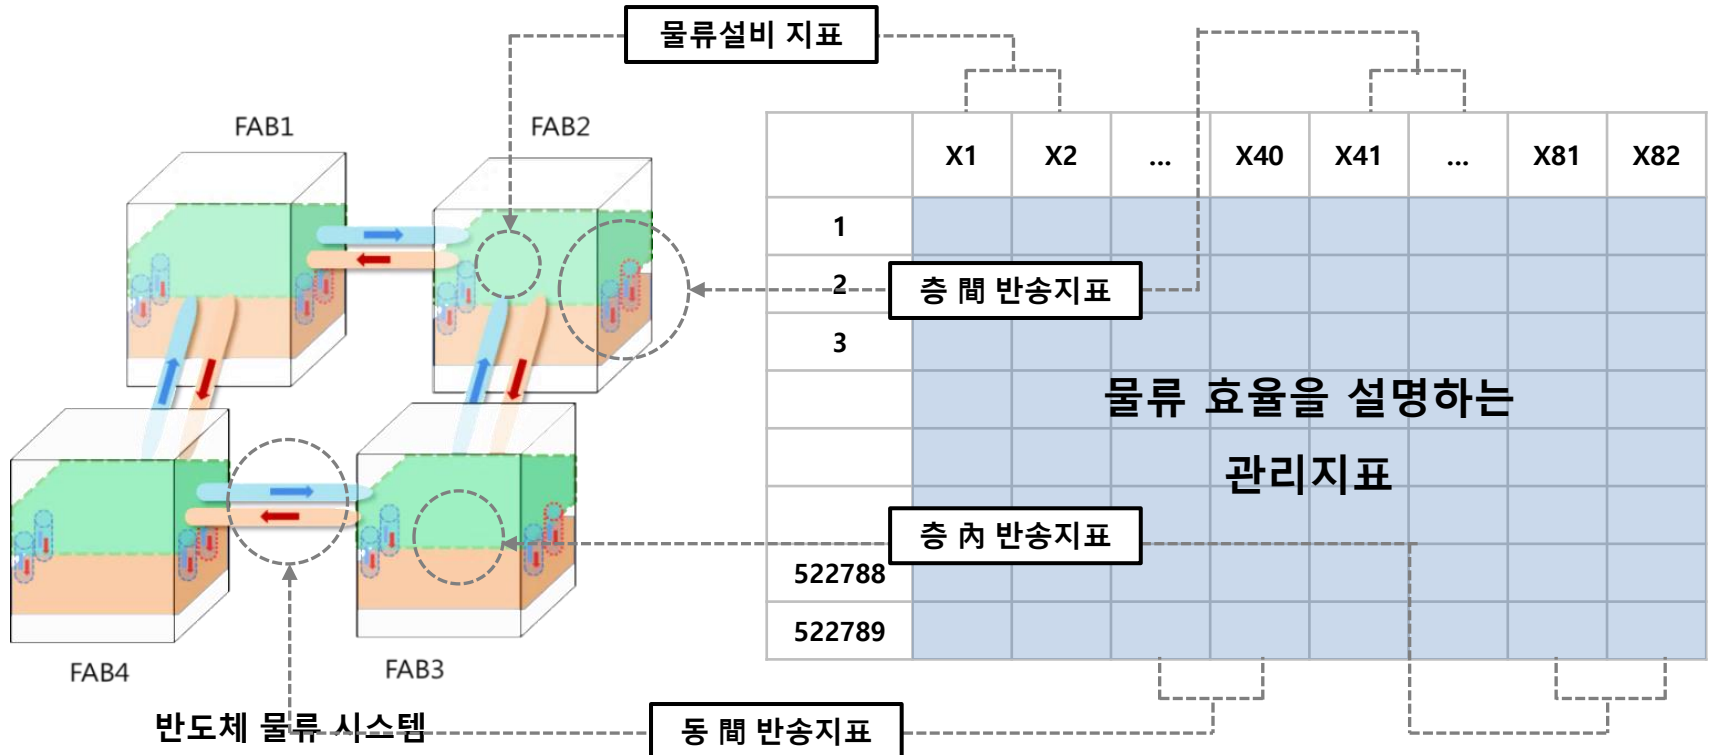 물류설비 지표
FAB1
FAB2
X1 X2 ... X40 X41 ... X81 X82
1
2
층 間 반송지표
3
물류 효율을 설명하는
관리지표
층 內 반송지표
522788
522789
FAB4
FAB3
반도체 물류 시스템
동 間 반송지표